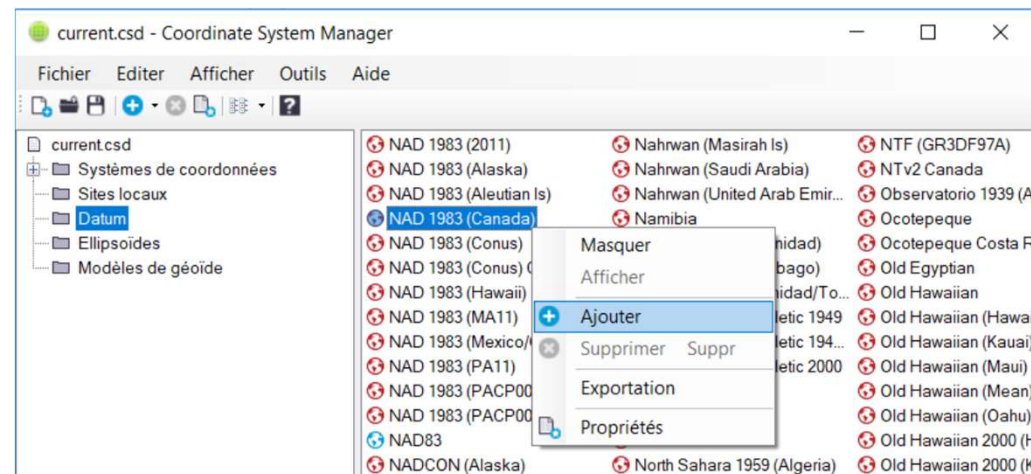 current.csd - Coordinate System Manager
Fichier Editer Afficher Outils Aide
current.csd
Systèmes de coordonnées
Sites locaux
Datum
Ellipsoïdes
Modèles de géoïde
NAD 1983 (2011)
NAD 1983 (Alaska)
NAD 1983 (Aleutian Is)
NAD 1983 (Canada)
NAD 1983 (Conus)
NAD 1983 (Conus)
NAD 1983 (Hawaii)
NAD 1983 (MA11)
NAD 1983 (Mexico/
NAD 1983 (PA11)
NAD 1983 (PACP00
NAD 1983 (PACP00
NAD83
NADCON (Alaska)
Nahrwan (Masirah Is)
Nahrwan (Saudi Arabia)
Nahrwan (United Arab Emir...
Namibia
nidad)
bago)
idad/To...
letic 1949
letic 194...
letic 2000
North Sahara 1959 (Algeria)
NTF (GR3DF97A)
NTv2 Canada
Observatorio 1939 (A
Ocotepeque
Ocotepeque Costa R
Old Egyptian
Old Hawaiian
Old Hawaiian (Hawai
Old Hawaiian (Kauai)
Old Hawaiian (Maui)
Old Hawaiian (Mean)
Old Hawaiian (Oahu)
Old Hawaiian 2000 (H
Old Hawaiian 2000 (K
Masquer
Afficher
Ajouter
Supprimer Suppr
Exportation
Propriétés